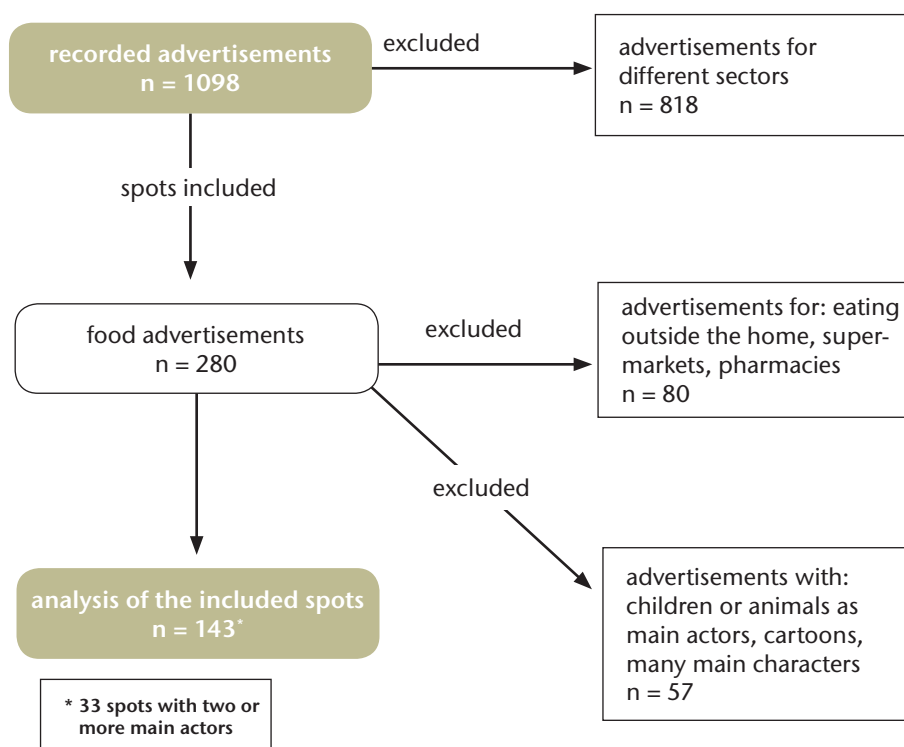 recorded advertisements
n = 1098
excluded
advertisements for
different sectors
n = 818
spots included
food advertisements
n = 280
excluded
advertisements for: eating
outside the home, super-
markets, pharmacies
n = 80
excluded
advertisements with:
children or animals as
main actors, cartoons,
many main characters
n = 57
analysis of the included spots
n = 143*
* 33 spots with two or
more main actors